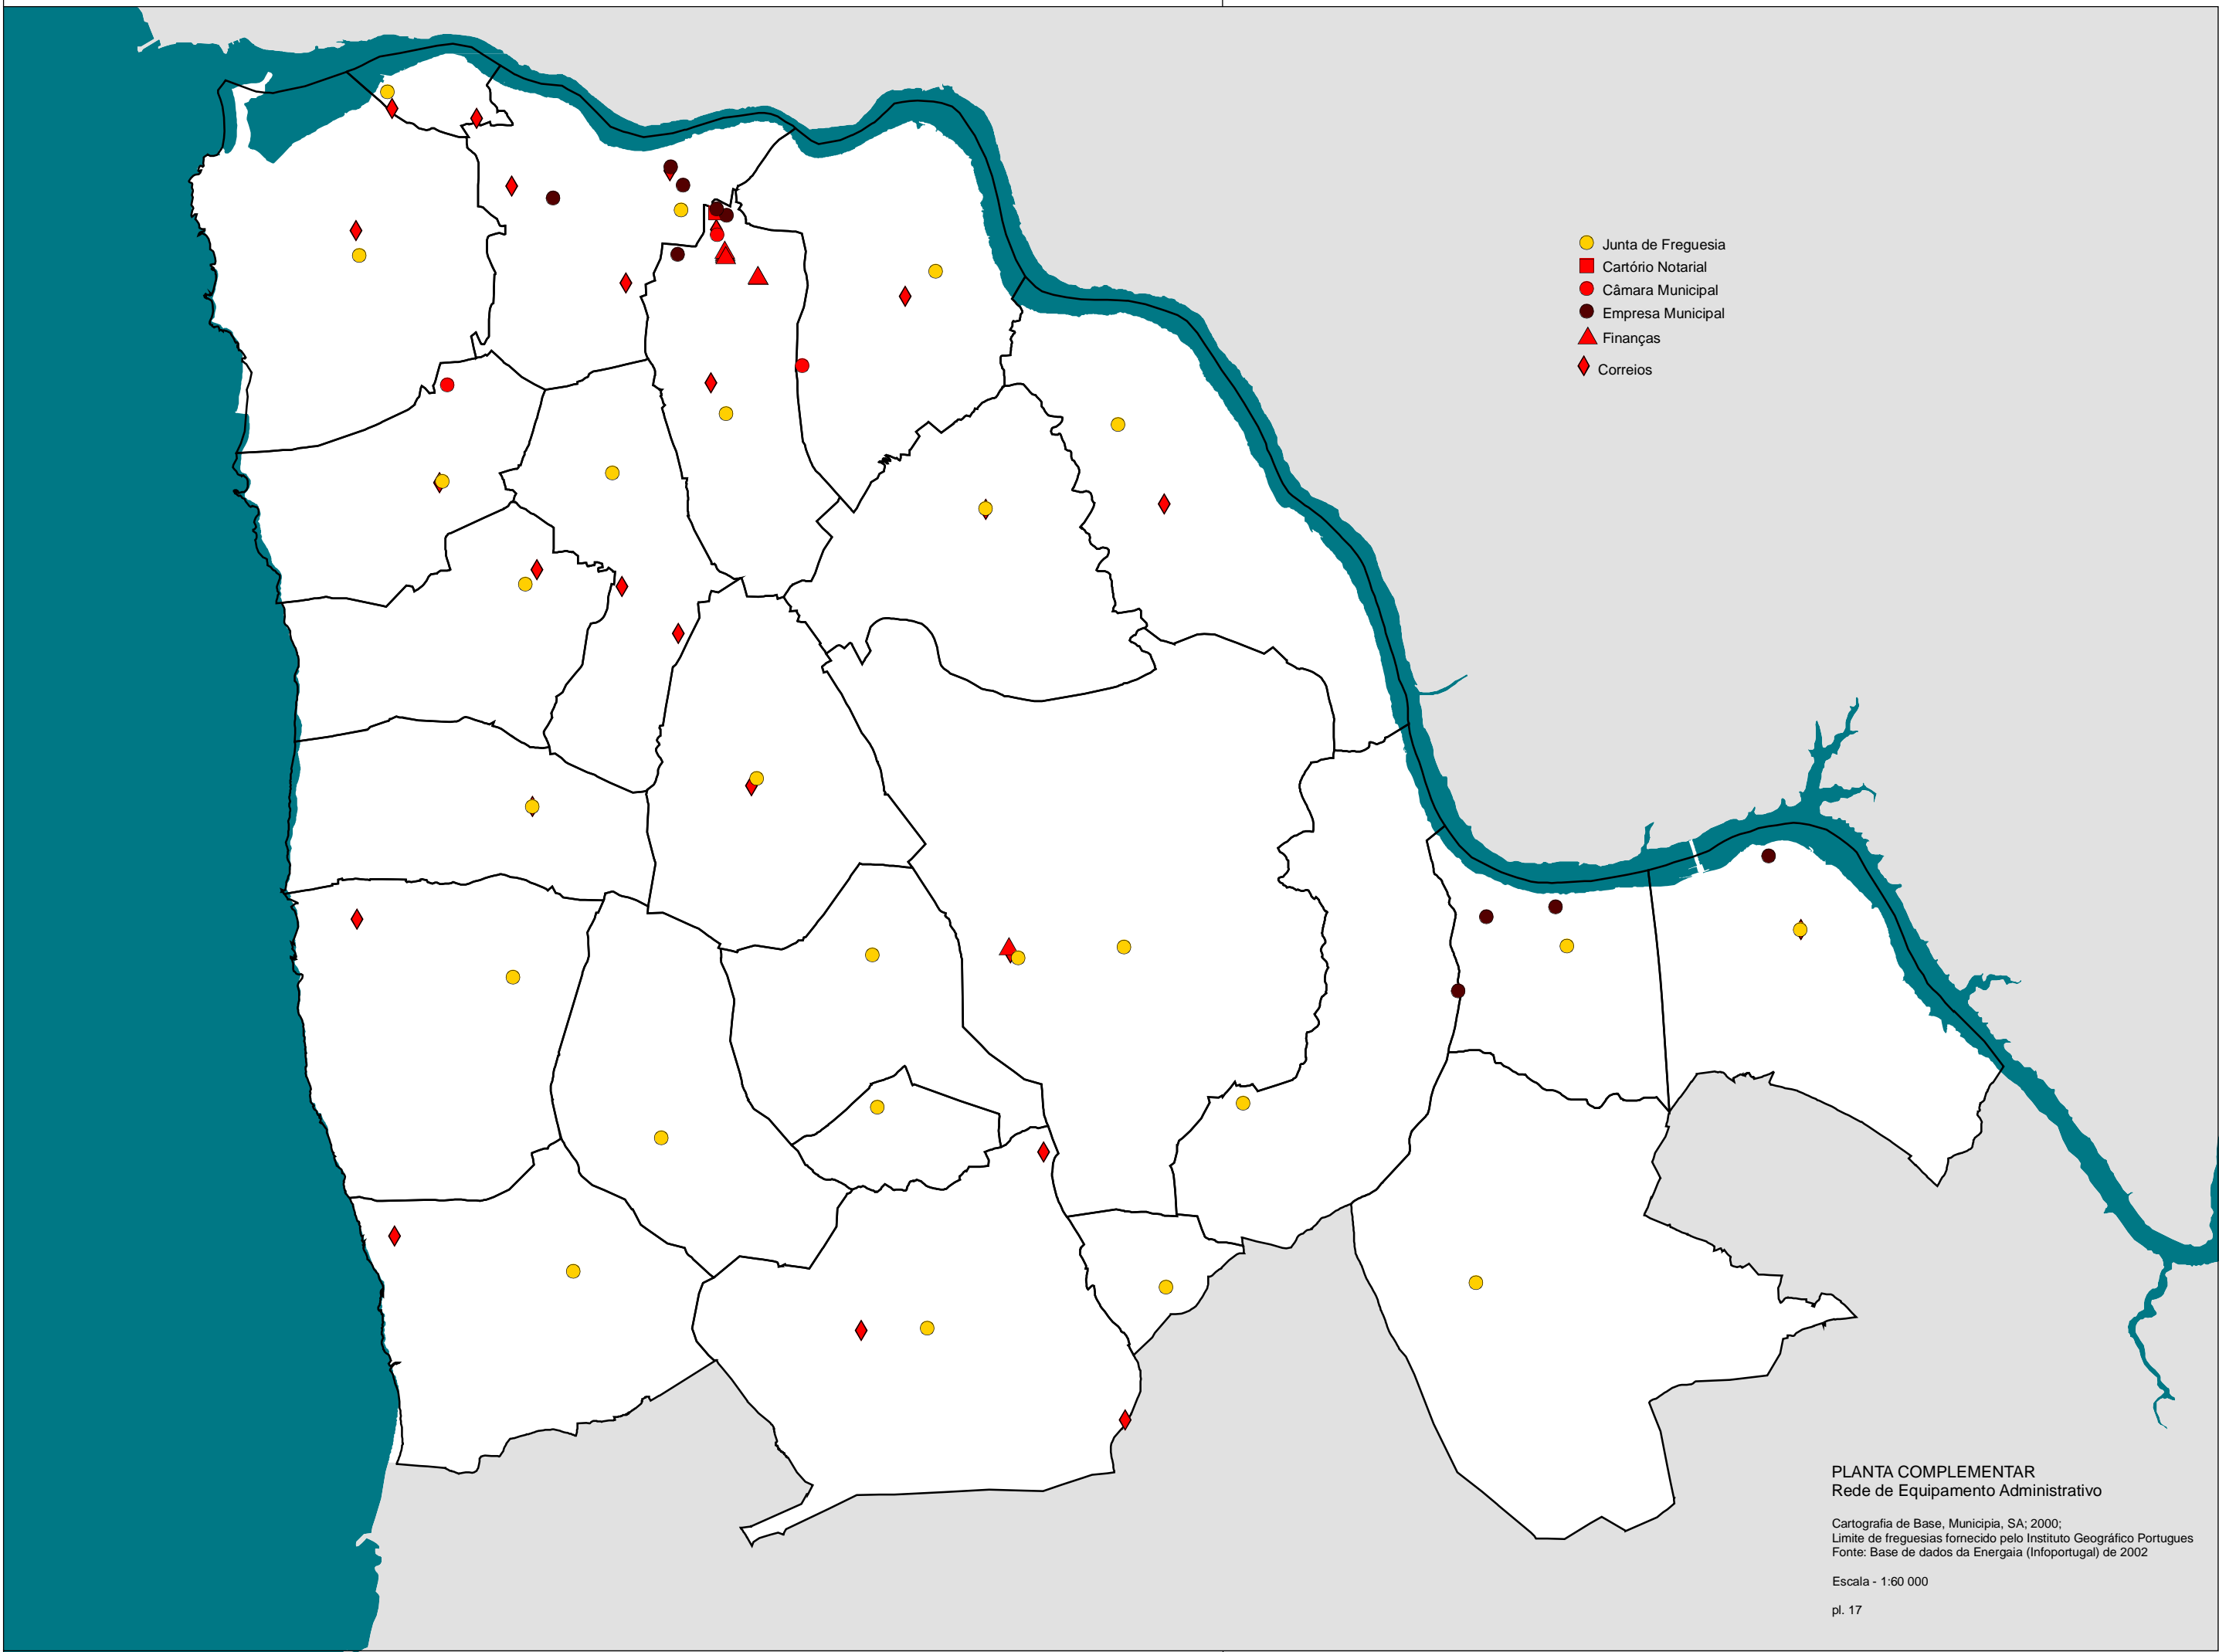 Junta de Freguesia
Cartório Notarial
Câmara Municipal
Empresa Municipal
Finanças
Correios
PLANTA COMPLEMENTAR
Rede de Equipamento Administrativo
Cartografia de Base, Municipia, SA; 2000;
Limite de freguesias fornecido pelo Instituto Geográfico Portugues
Fonte: Base de dados da Energaia (Infoportugal) de 2002
Escala - 1:60 000
pl. 17